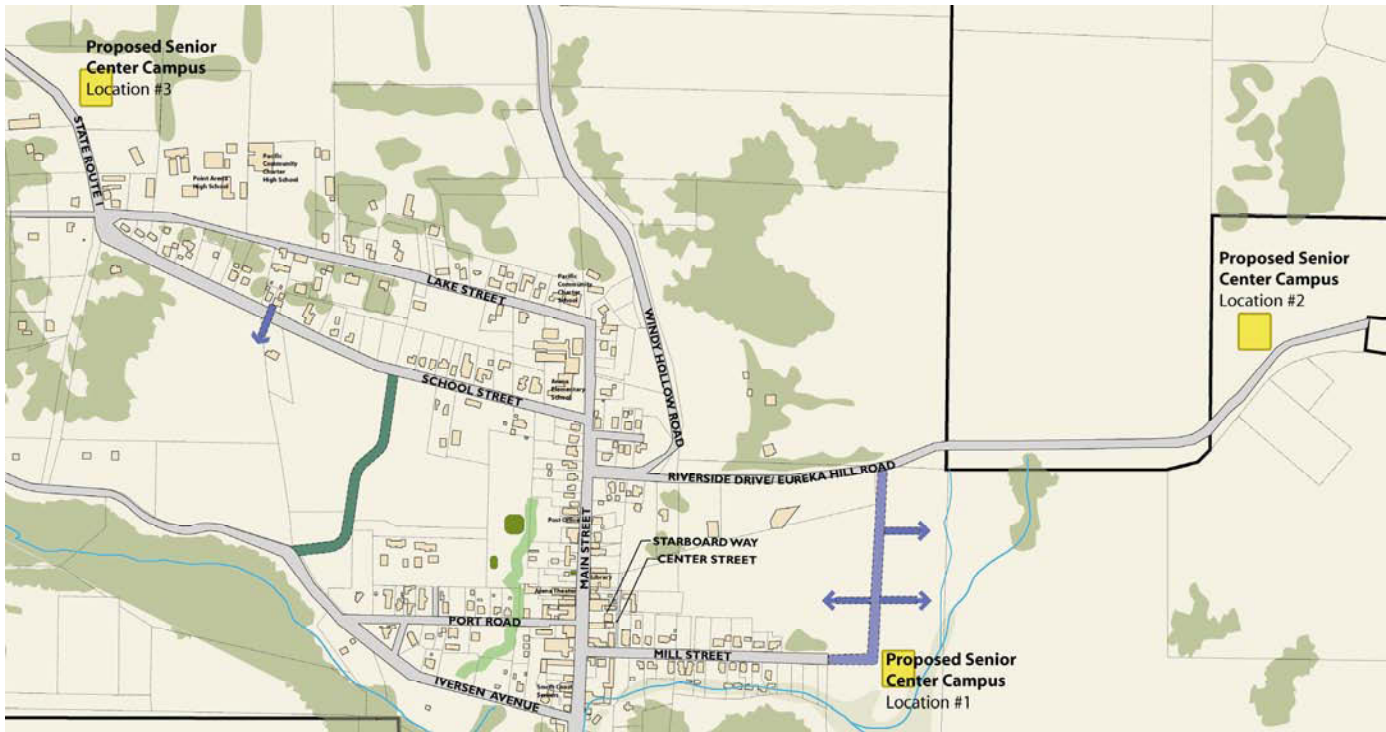 Proposed Senior
Center Campus
Location #3
STATE ROUTE 1
Point Arena
High School
Pacific
Community
Charter
High School
LAKE STREET
Pacific
Community
Charter
School
WINDY HOLLOW ROAD
Proposed Senior
Center Campus
Location #2
SCHOOL STREET
Arena
Elementary
School
RIVERSIDE DRIVE/ EUREKA HILL ROAD
Post Office
MAIN STREET
STARBOARD WAY
CENTER STREET
Library
Arena Theater
PORT ROAD
MILL STREET
Proposed Senior
Center Campus
Location #1
IVERSEN AVENUE
South Coast
Seniors